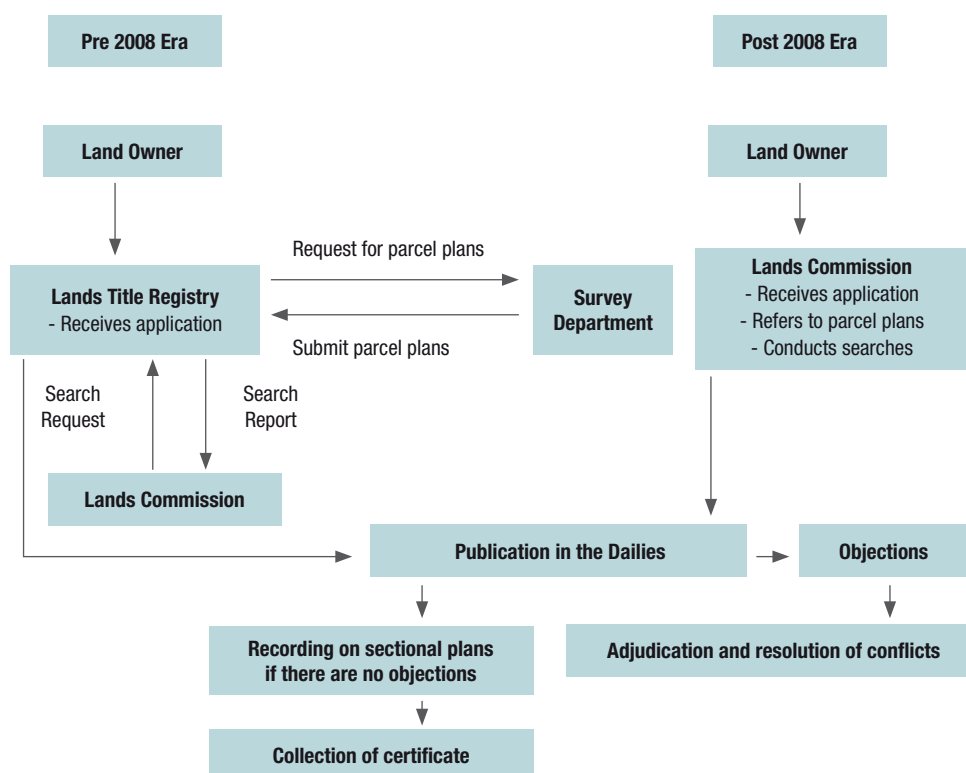 Pre 2008 Era
Post 2008 Era
Land Owner
Land Owner
Request for parcel plans
Lands Title Registry
- Receives application
Survey
Department
Lands Commission
- Receives application
- Refers to parcel plans
- Conducts searches
Submit parcel plans
Search
Request
Search
Report
Lands Commission
Publication in the Dailies
Objections
Recording on sectional plans
if there are no objections
Adjudication and resolution of conflicts
Collection of certificate